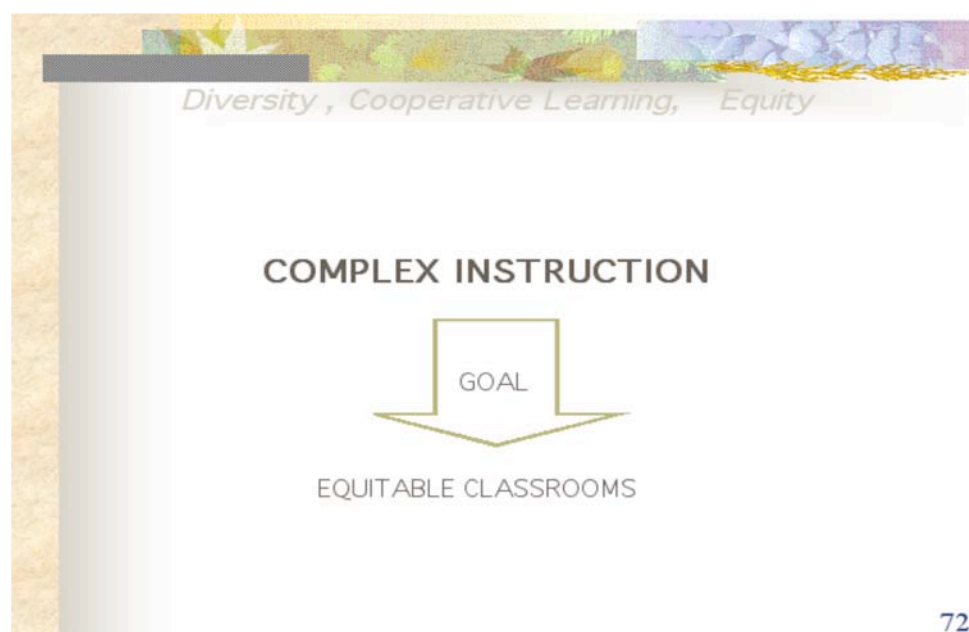 Diversity , Cooperative Learning, Equity
COMPLEX INSTRUCTION
GOAL
EQUITABLE CLASSROOMS
72